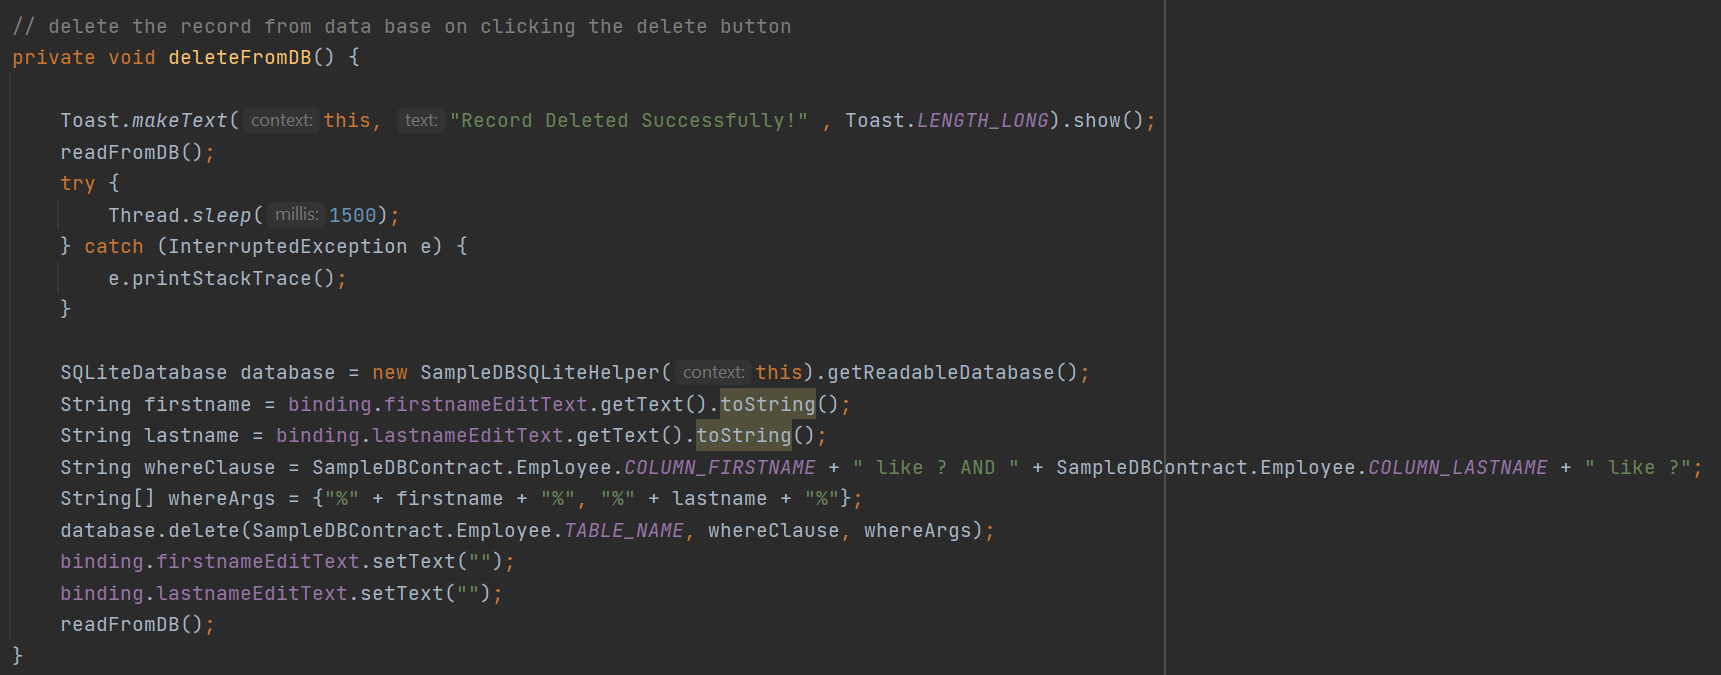 // delete the record from data base on clicking the delete button
private void deleteFromDB() {
Toast.makeText( context: this, text: "Record Deleted Successfully!" , Toast.LENGTH_LONG).show();
readFromDB();
try {
Thread.sleep( millis: 1500);
} catch (InterruptedException e) {
e.printStackTrace();
}
SQLiteDatabase database = new SampleDBSQLiteHelper( context: this).getReadableDatabase();
String firstname = binding.firstnameEditText.getText().toString();
String lastname = binding.lastnameEditText.getText().toString();
String whereClause = SampleDBContract.Employee.COLUMN_FIRSTNAME + " like ? AND " + SampleDBContract.Employee.COLUMN_LASTNAME + " like ?";
String[] whereArgs = {"%" + firstname + "%", "%" + lastname + "%"};
database.delete(SampleDBContract.Employee.TABLE_NAME, whereClause, whereArgs);
binding.firstnameEditText.setText("");
binding.lastnameEditText.setText("");
readFromDB();
}